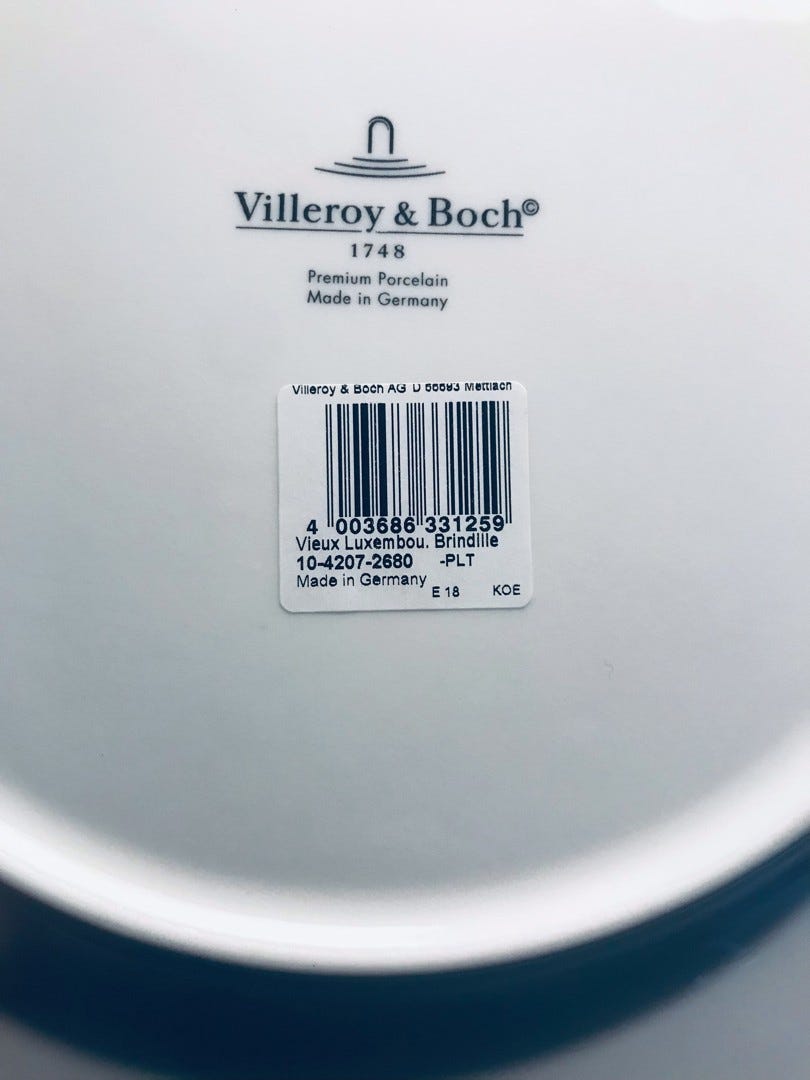 Villeroy & Boch©
1748
Premium Porcelain
Made in Germany
Villeroy & Boch AG D 66693 Mettlach
4 003686 331259
Vieux Luxembou. Brindille
10-4207-2680 -PLT
Made in Germany
E 18 KOE